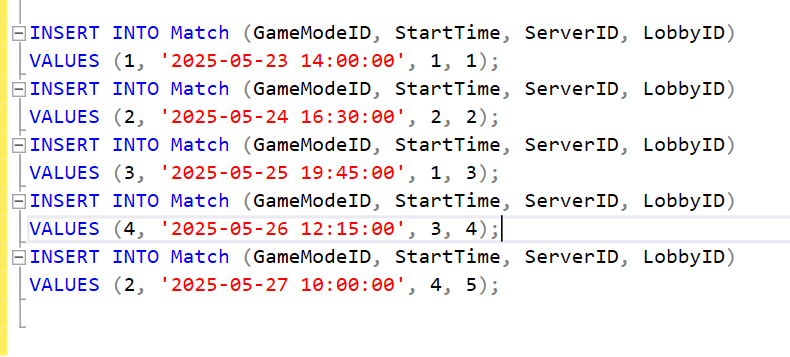 INSERT INTO Match (GameModeID, StartTime, ServerID, LobbyID)
VALUES (1, '2025-05-23 14:00:00', 1, 1);
INSERT INTO Match (GameModeID, StartTime, ServerID, LobbyID)
VALUES (2, '2025-05-24 16:30:00', 2, 2);
INSERT INTO Match (GameModeID, StartTime, ServerID, LobbyID)
VALUES (3, '2025-05-25 19:45:00', 1, 3);
INSERT INTO Match (GameModeID, StartTime, ServerID, LobbyID)
VALUES (4, '2025-05-26 12:15:00', 3, 4);
INSERT INTO Match (GameModeID, StartTime, ServerID, LobbyID)
VALUES (2, '2025-05-27 10:00:00', 4, 5);